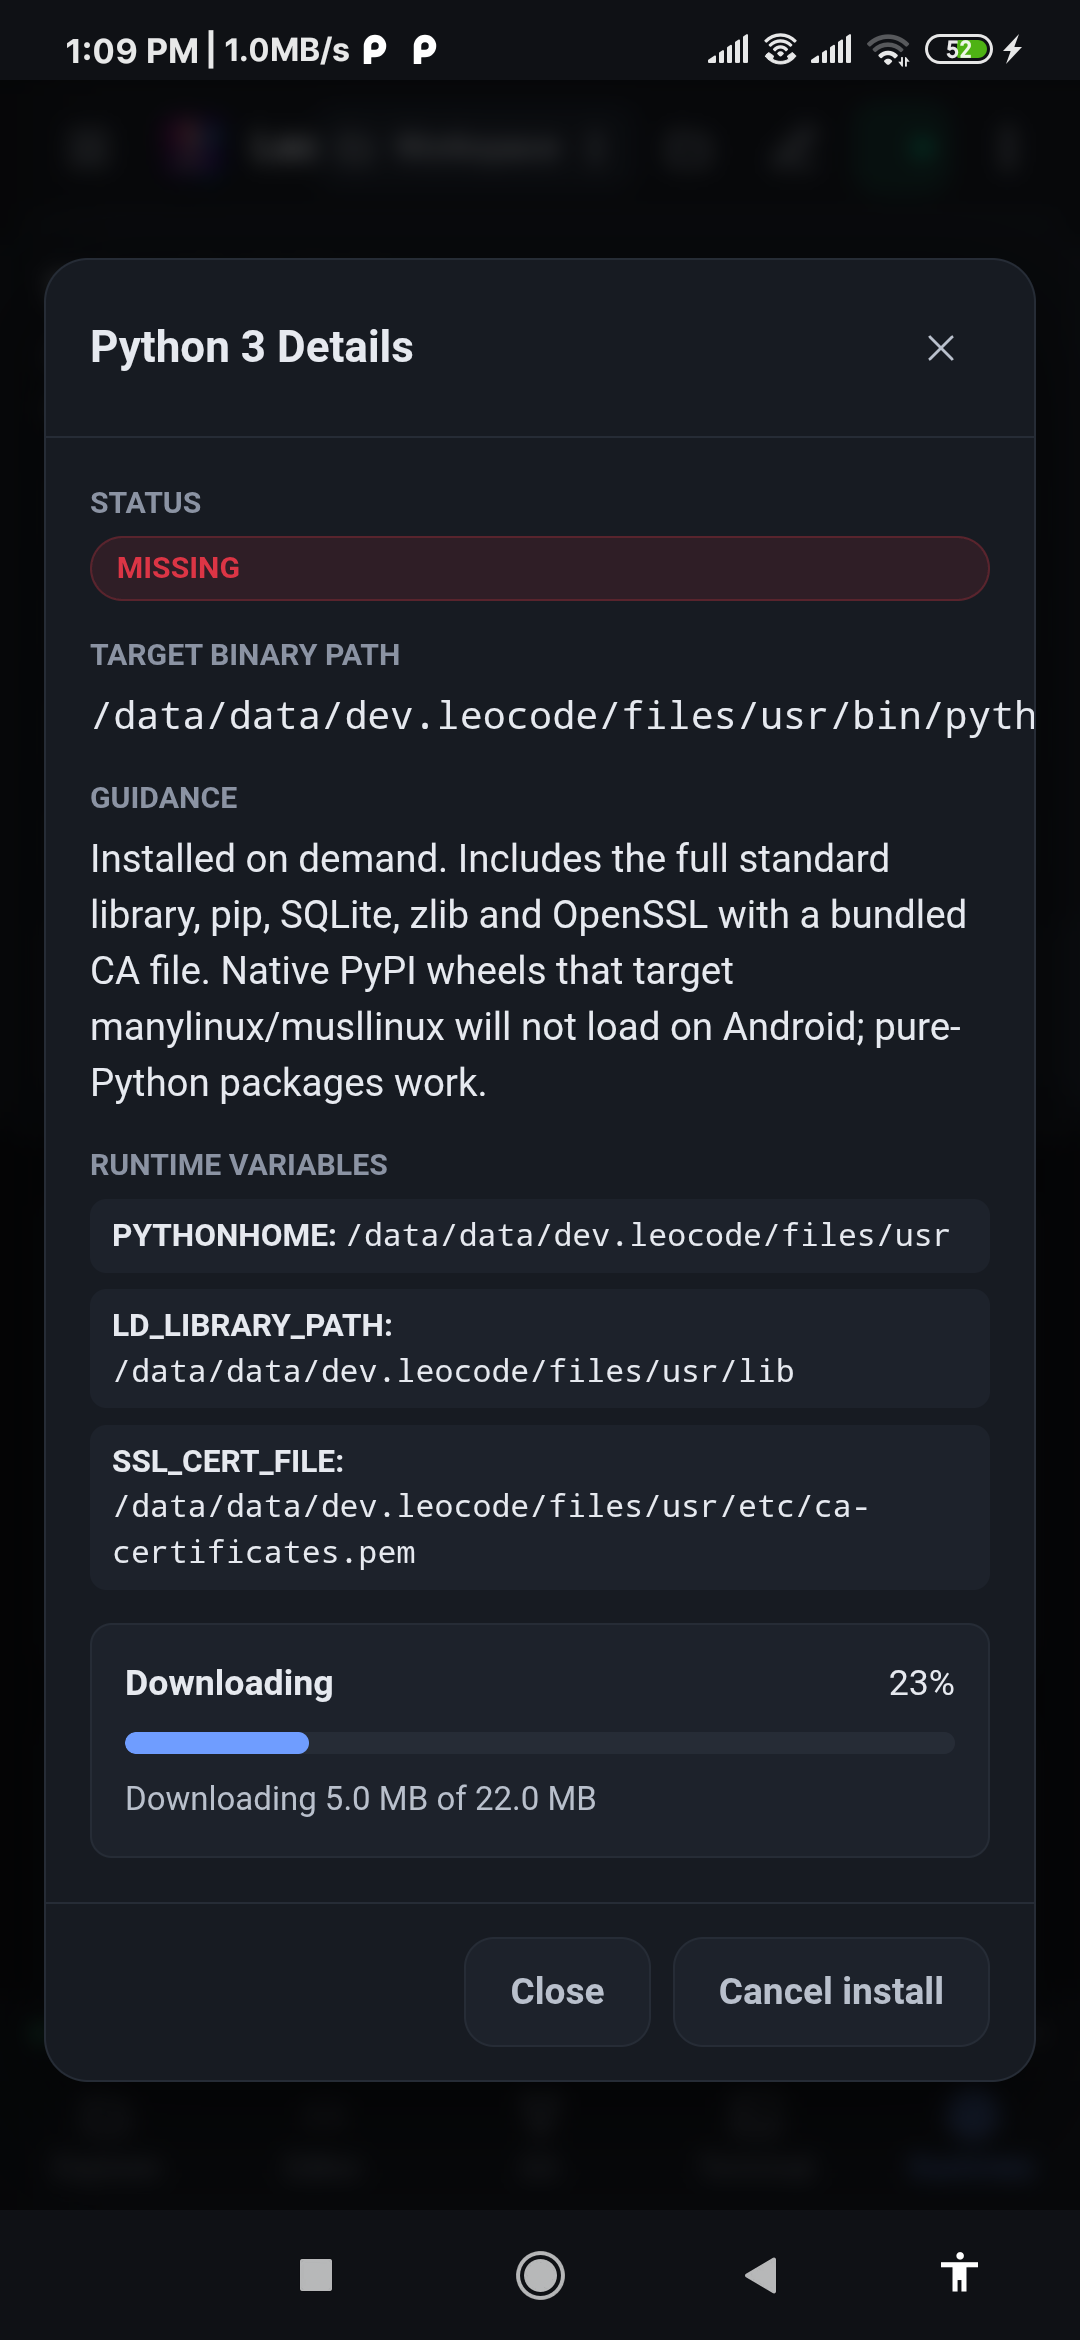 1:09 PM | 1.0MB/s
52
Python 3 Details
STATUS
MISSING
TARGET BINARY PATH
/data/data/dev.leocode/files/usr/bin/pyth
GUIDANCE
Installed on demand. Includes the full standard
library, pip, SQLite, zlib and OpenSSL with a bundled
CA file. Native PyPI wheels that target
manylinux/musllinux will not load on Android; pure-
Python packages work.
RUNTIME VARIABLES
PYTHONHOME: /data/data/dev.leocode/files/usr
LD_LIBRARY_PATH:
/data/data/dev.leocode/files/usr/lib
SSL_CERT_FILE:
/data/data/dev.leocode/files/usr/etc/ca-
certificates.pem
Downloading 23%
Downloading 5.0 MB of 22.0 MB
Close Cancel install